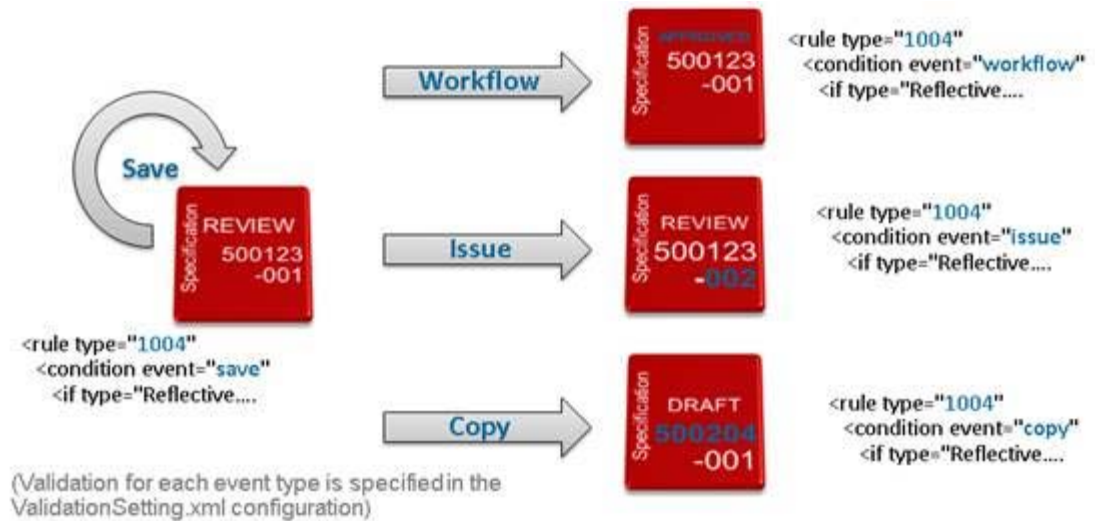 Save
Specification
REVIEW
500123
-001
<rule type="1004"
<condition event="save"
<if type="Reflective....
(Validation for each event type is specified in the
ValidationSetting.xml configuration)
Workflow
Specification
APPROVED
500123
-001
<rule type="1004"
<condition event="workflow"
<if type="Reflective....
Issue
Specification
REVIEW
500123
-002
<rule type="1004"
<condition event="issue"
<if type="Reflective....
Copy
Specification
DRAFT
500204
-001
<rule type="1004"
<condition event="copy"
<if type="Reflective....